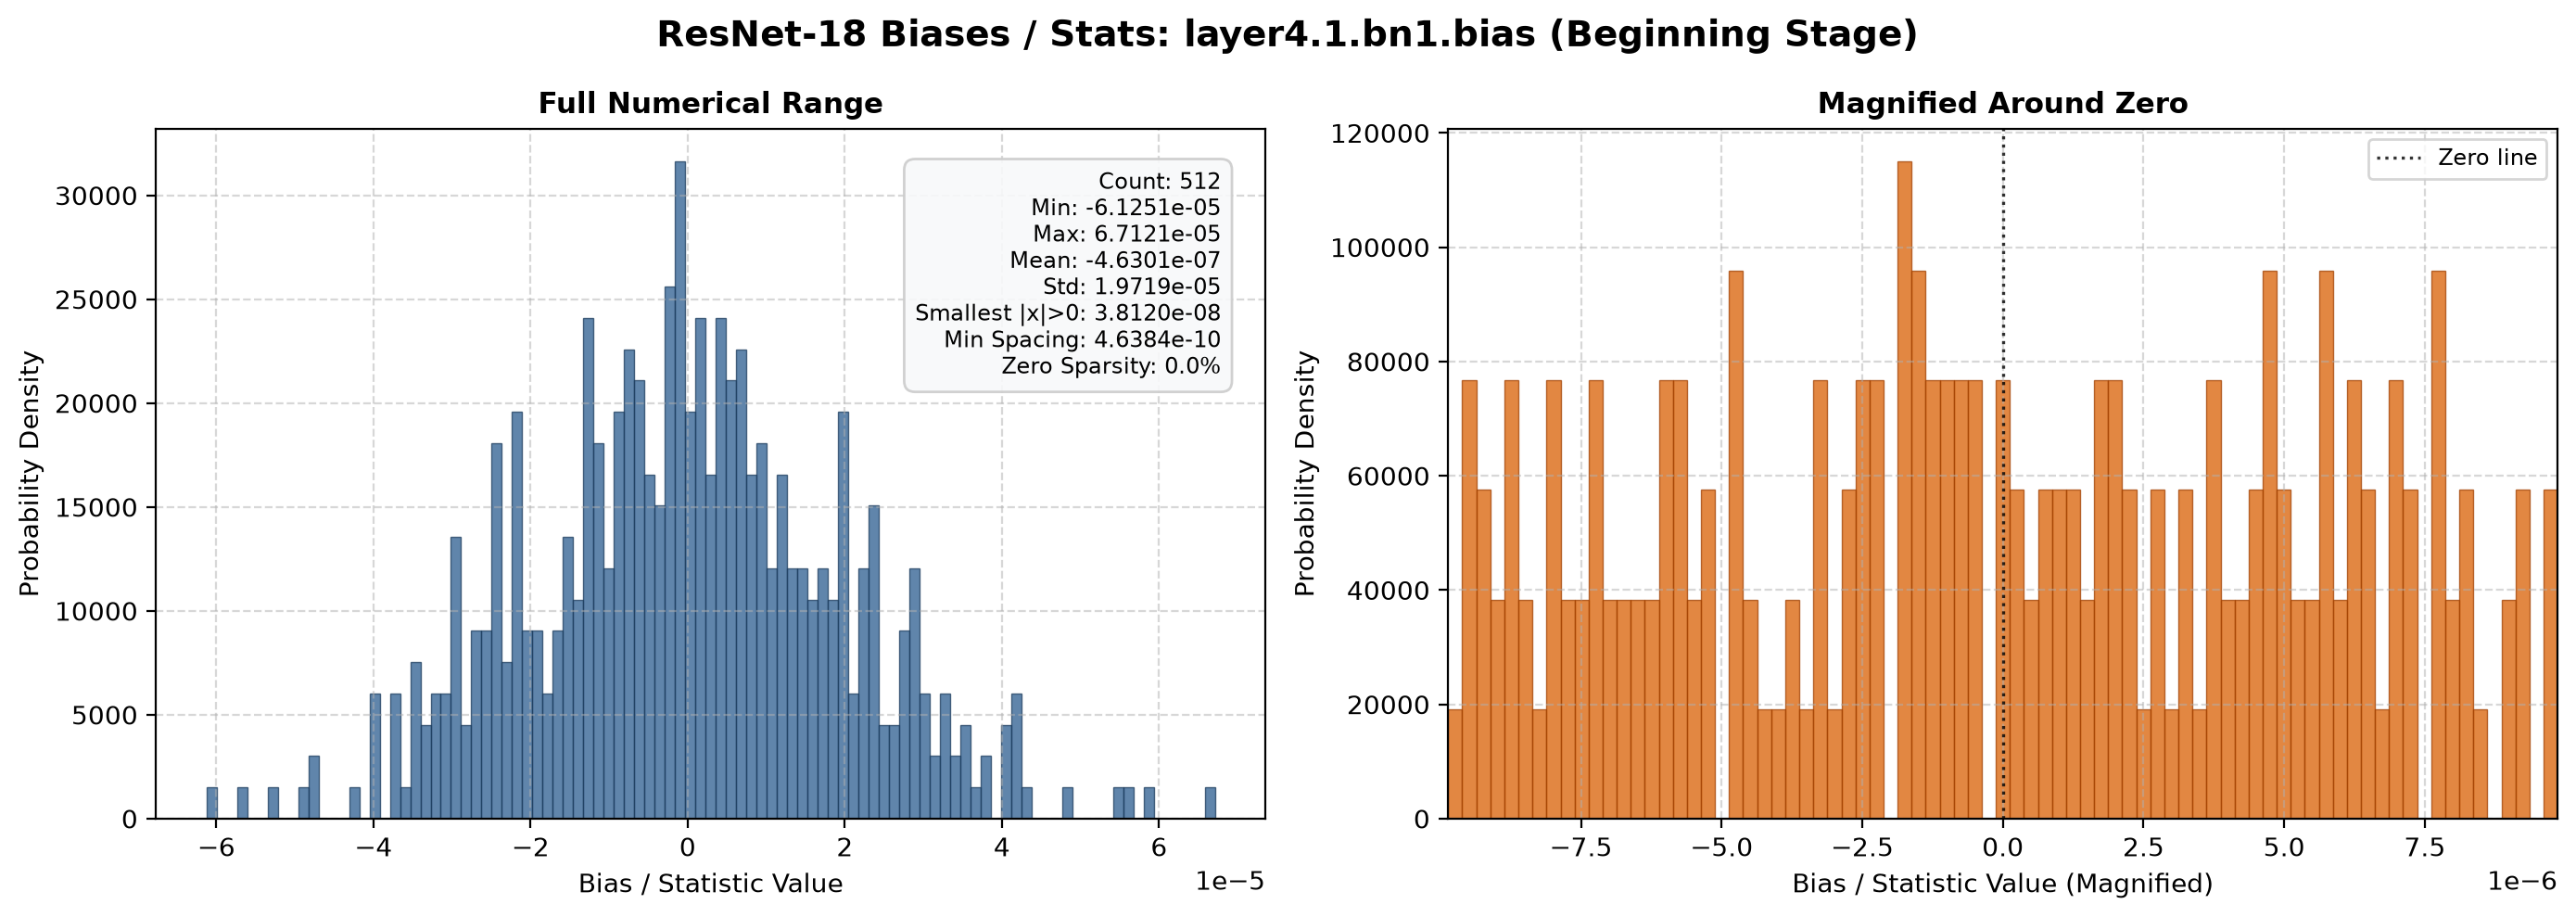 ResNet-18 Biases / Stats: layer4.1.bn1.bias (Beginning Stage)
Full Numerical Range
Probability Density
30000
25000
20000
15000
10000
5000
0
Count: 512
Min: -6.1251e-05
Max: 6.7121e-05
Mean: -4.6301e-07
Std: 1.9719e-05
Smallest |x|>0: 3.8120e-08
Min Spacing: 4.6384e-10
Zero Sparsity: 0.0%
−6 −4 −2 0 2 4 6
1e−5
Bias / Statistic Value
Magnified Around Zero
Probability Density
120000
100000
80000
60000
40000
20000
0
Zero line
−7.5 −5.0 −2.5 0.0 2.5 5.0 7.5
1e−6
Bias / Statistic Value (Magnified)